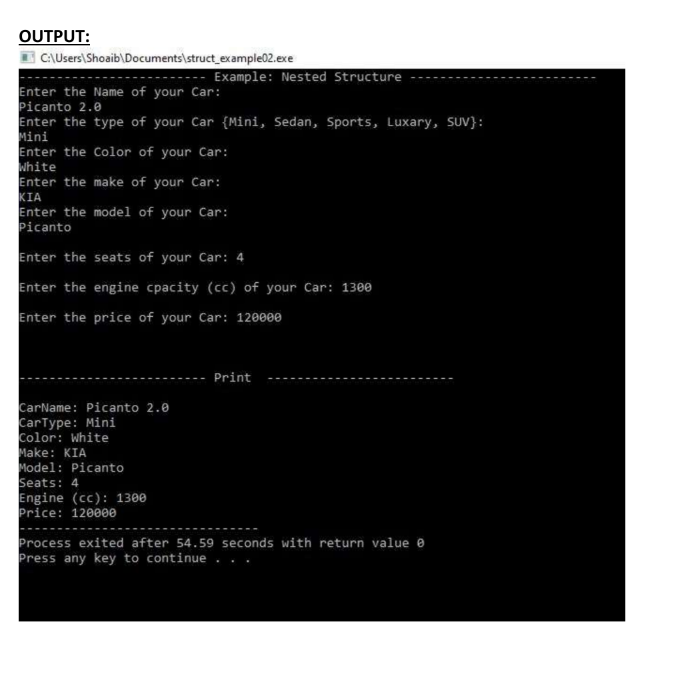 OUTPUT:
C:\Users\Shoaib\Documents\struct_example02.exe
------------------------- Example: Nested Structure -------------------------
Enter the Name of your Car:
Picanto 2.0
Enter the type of your Car {Mini, Sedan, Sports, Luxary, SUV}:
Mini
Enter the Color of your Car:
White
Enter the make of your Car:
KIA
Enter the model of your Car:
Picanto
Enter the seats of your Car: 4
Enter the engine cpacity (cc) of your Car: 1300
Enter the price of your Car: 120000
------------------------- Print  -------------------------
CarName: Picanto 2.0
CarType: Mini
Color: White
Make: KIA
Model: Picanto
Seats: 4
Engine (cc): 1300
Price: 120000
--------------------------------
Process exited after 54.59 seconds with return value 0
Press any key to continue . . .